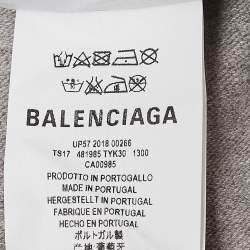 BALENCIAGA
UP57 2018 00266
TS17 481985 TYK30 1300
CA00985
PRODOTTO IN PORTOGALLO
MADE IN PORTUGAL
HERGESTELLT IN PORTUGAL
FABRIQUE EN PORTUGAL
HECHO EN PORTUGAL
ポルトガル製
産地:葡萄牙